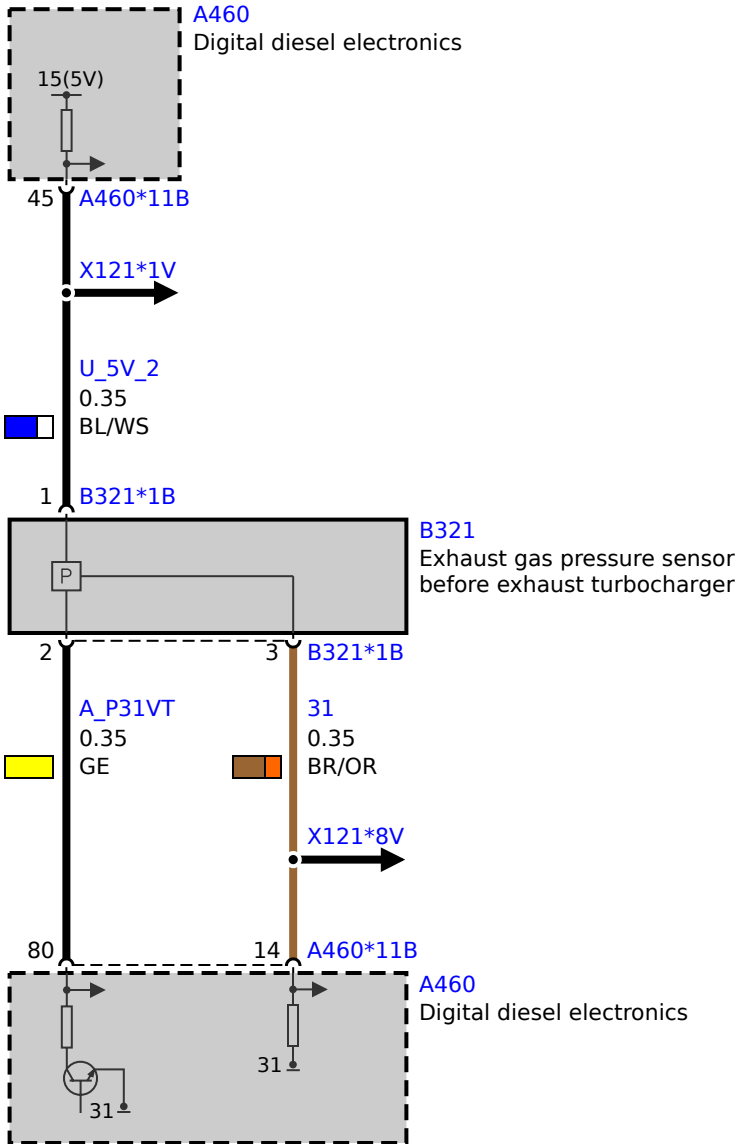 A460
Digital diesel electronics
15(5V)
45 A460*11B
X121*1V
U_5V_2
0.35
BL/WS
1 B321*1B
B321
Exhaust gas pressure sensor
before exhaust turbocharger
P
2 3 B321*1B
A_P31VT 31
0.35 0.35
GE BR/OR
X121*8V
80 14 A460*11B
A460
Digital diesel electronics
31
31